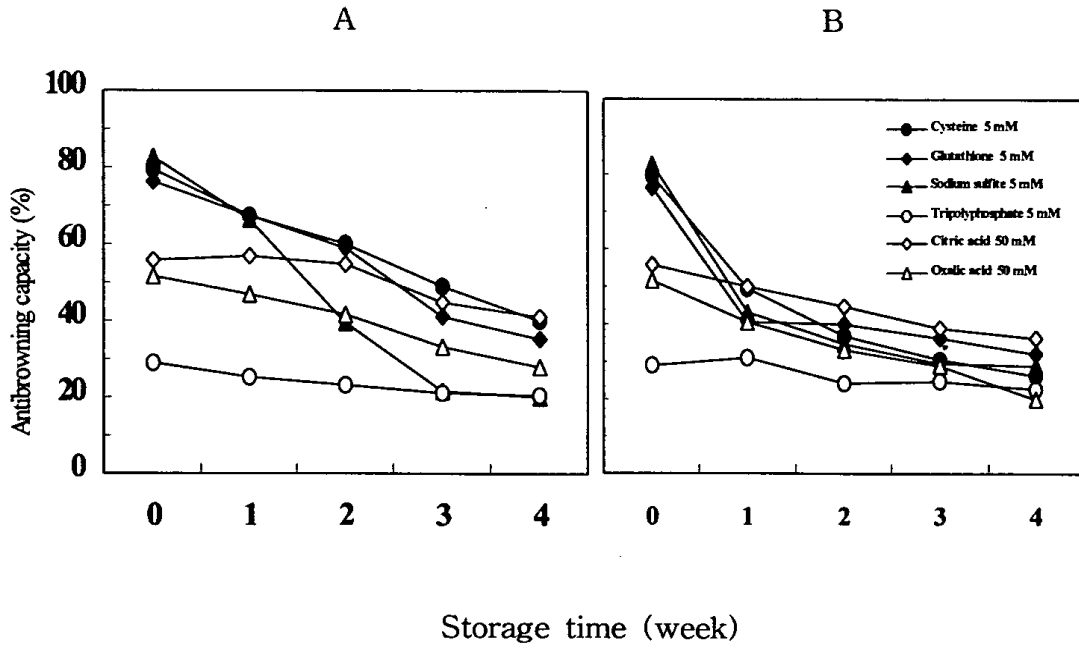 A
B
Antibrowning capacity (%)
100
80
60
40
20
0
0 1 2 3 4
Cysteine 5 mM
Glutathione 5 mM
Sodium sulfite 5 mM
Tripolyphosphate 5 mM
Citric acid 50 mM
Oxalic acid 50 mM
0 1 2 3 4
Storage time (week)